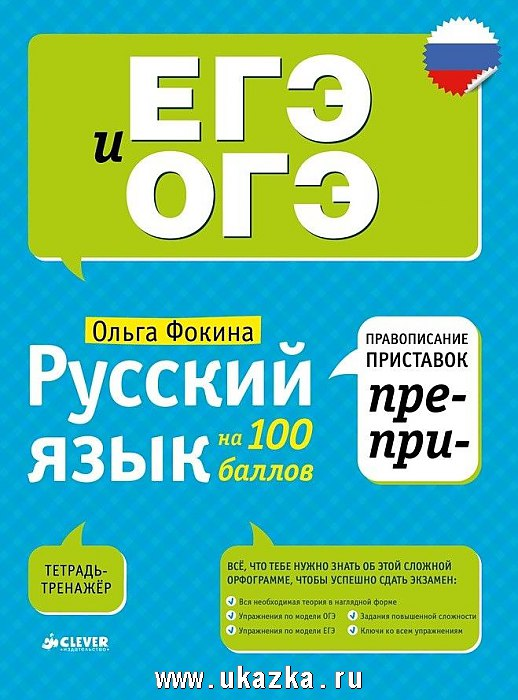 ЕГЭ
и ОГЭ
Ольга Фокина
Русский
язык
на 100
баллов
ПРАВОПИСАНИЕ
ПРИСТАВОК
пре-
при-
ТЕТРАДЬ-
ТРЕНАЖЁР
ВСЁ, ЧТО ТЕБЕ НУЖНО ЗНАТЬ ОБ ЭТОЙ СЛОЖНОЙ
ОРФОГРАММЕ, ЧТОБЫ УСПЕШНО СДАТЬ ЭКЗАМЕН:
Вся необходимая теория в наглядной форме
Упражнения по модели ОГЭ
Задания повышенной сложности
Упражнения по модели ЕГЭ
Ключи ко всем упражнениям
CLEVER
«ИЗДАТЕЛЬСТВО»
www.ukazka.ru